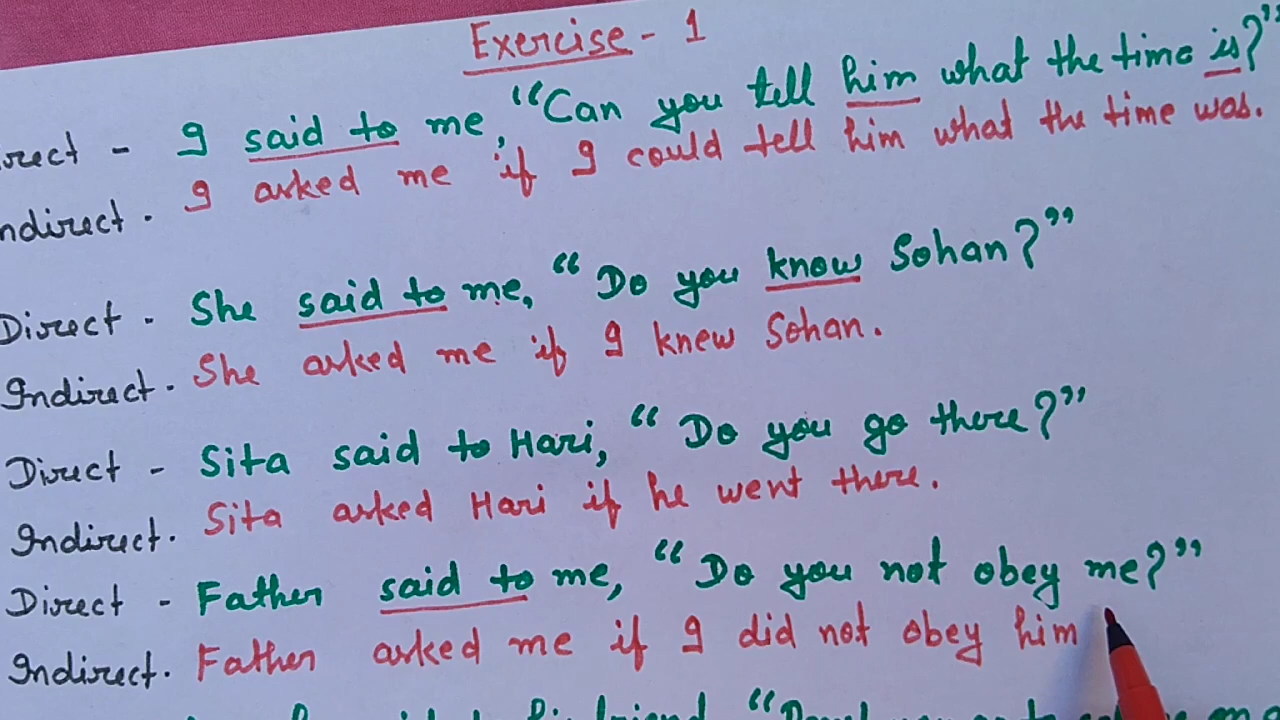 Exercise - 1
irect - I said to me, "Can you tell him what the time is?"
ndirect. I asked me if I could tell him what the time was.
Direct - She said to me, "Do you know Sohan?"
Indirect. She asked me if I knew Sohan.
Direct - Sita said to Hari, "Do you go there?"
Indirect. Sita asked Hari if he went there.
Direct - Father said to me, "Do you not obey me?"
Indirect. Father asked me if I did not obey him
friend, "